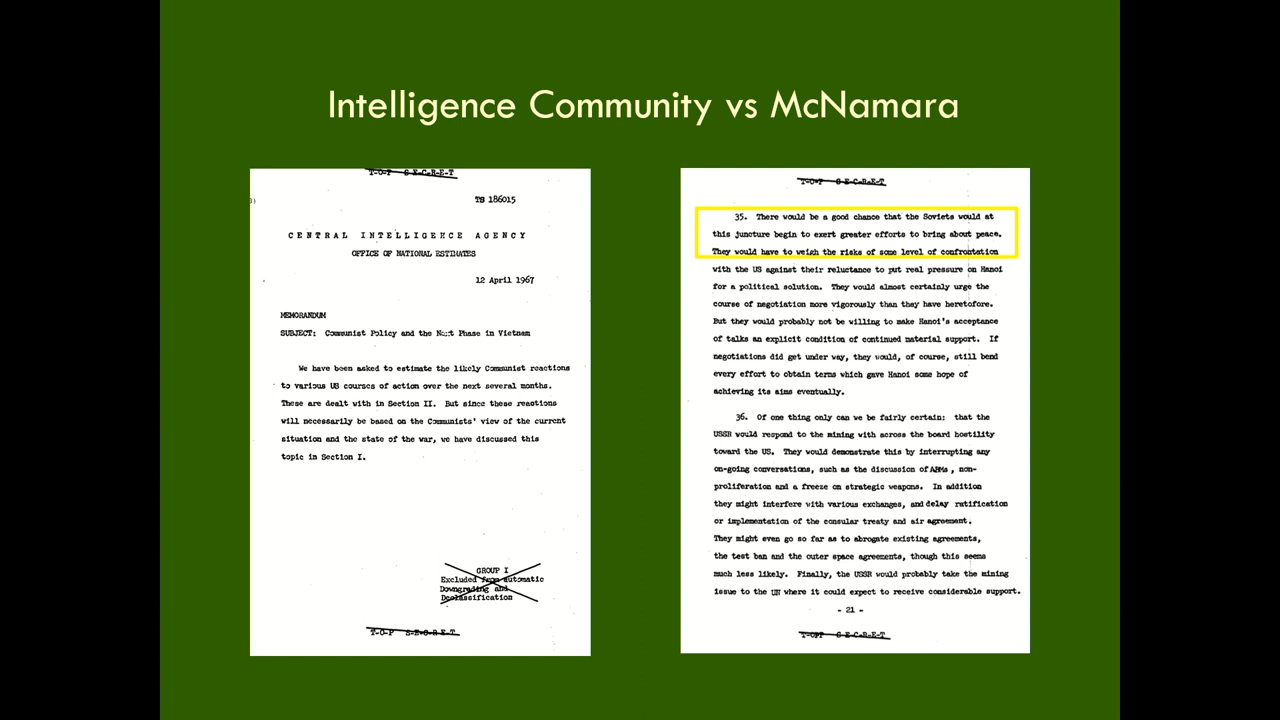 Intelligence Community vs McNamara
T-O-P S-E-C-R-E-T
TS 186015
CENTRAL INTELLIGENCE AGENCY
OFFICE OF NATIONAL ESTIMATES
12 April 1967
MEMORANDUM
SUBJECT: Communist Policy and the Next Phase in Vietnam
We have been asked to estimate the likely Communist reactions
to various US courses of action over the next several months.
These are dealt with in Section II. But since these reactions
will necessarily be based on the Communists' view of the current
situation and the state of the war, we have discussed this
topic in Section I.
GROUP I
Excluded from automatic
Downgrading and
Declassification
T-O-P S-E-C-R-E-T
T-O-P S-E-C-R-E-T
35. There would be a good chance that the Soviets would at
this juncture begin to exert greater efforts to bring about peace.
They would have to weigh the risks of some level of confrontation
with the US against their reluctance to put real pressure on Hanoi
for a political solution. They would almost certainly urge the
course of negotiation more vigorously than they have heretofore.
But they would probably not be willing to make Hanoi's acceptance
of talks an explicit condition of continued material support. If
negotiations did get under way, they would, of course, still bend
every effort to obtain terms which gave Hanoi some hope of
achieving its aims eventually.
36. Of one thing only can we be fairly certain: that the
USSR would respond to the mining with across the board hostility
toward the US. They would demonstrate this by interrupting any
on-going conversations, such as the discussion of ABMs, non-
proliferation and a freeze on strategic weapons. In addition
they might interfere with various exchanges, and delay ratification
or implementation of the consular treaty and air agreement.
They might even go so far as to abrogate existing agreements,
the test ban and the outer space agreements, though this seems
much less likely. Finally, the USSR would probably take the mining
issue to the UN where it could expect to receive considerable support.
- 21 -
S-E-C-R-E-T